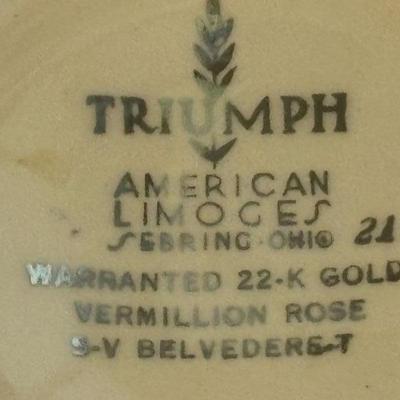 TRIUMPH
AMERICAN
LIMOGES
SEBRING·OHIO 21
WARRANTED 22-K GOLD
VERMILLION ROSE
S-V BELVEDERE-T